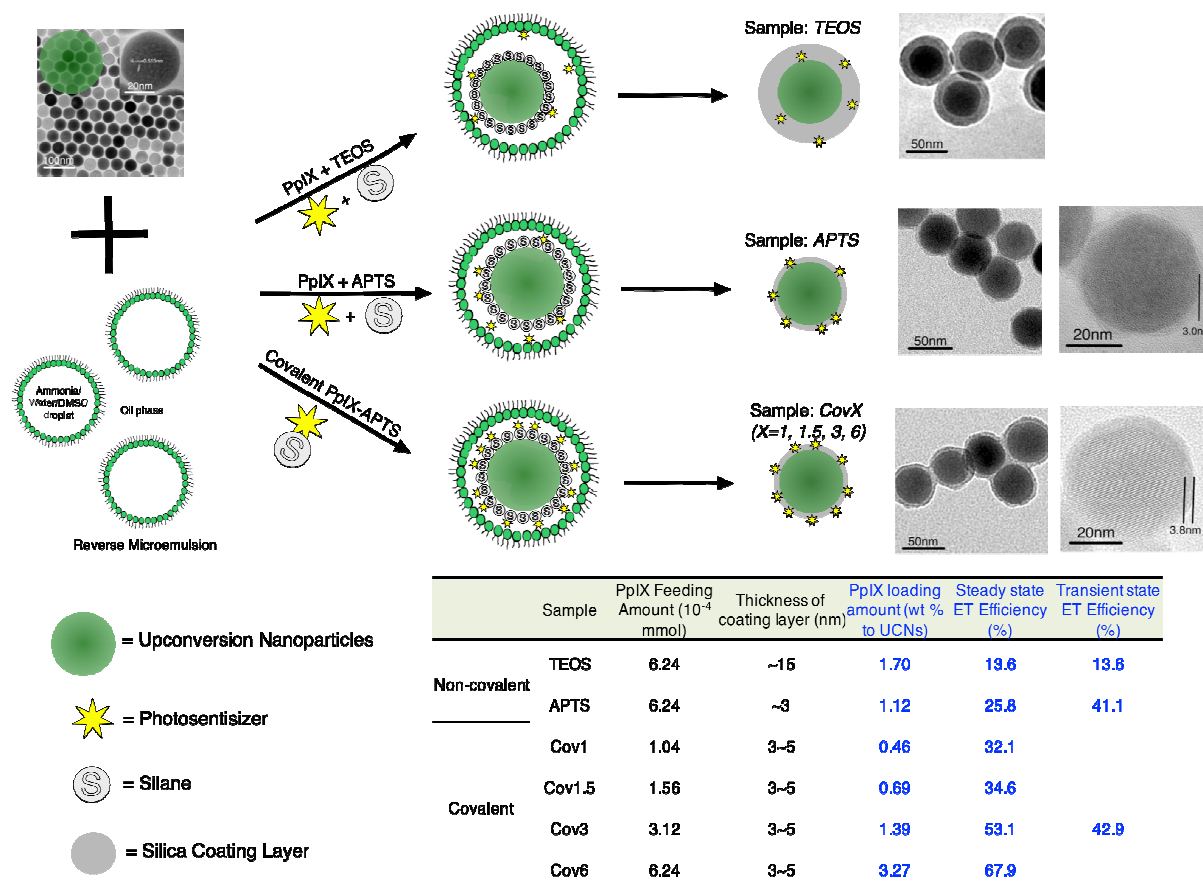 20nm
100nm
PpIX + TEOS
+
S
Sample: TEOS
50nm
PpIX + APTS
+
S
Sample: APTS
50nm
20nm
3.0n
Covalent PpIX-APTS
S
Sample: CovX
(X=1, 1.5, 3, 6)
50nm
20nm
3.8nm
Ammonia/
Water/DMSO
droplet
Oil phase
Reverse Microemulsion
= Upconversion Nanoparticles
= Photosentisizer
S = Silane
= Silica Coating Layer
Sample
PpIX Feeding Amount (10-4 mmol)
Thickness of coating layer (nm)
PpIX loading amount (wt % to UCNs)
Steady state ET Efficiency (%)
Transient state ET Efficiency (%)
Non-covalent
TEOS 6.24 ~15 1.70 19.6 13.6
APTS 6.24 ~3 1.12 25.8 41.1
Covalent
Cov1 1.04 3~5 0.46 32.1
Cov1.5 1.56 3~5 0.69 34.6
Cov3 3.12 3~5 1.39 53.1 42.9
Cov6 6.24 3~5 3.27 67.9